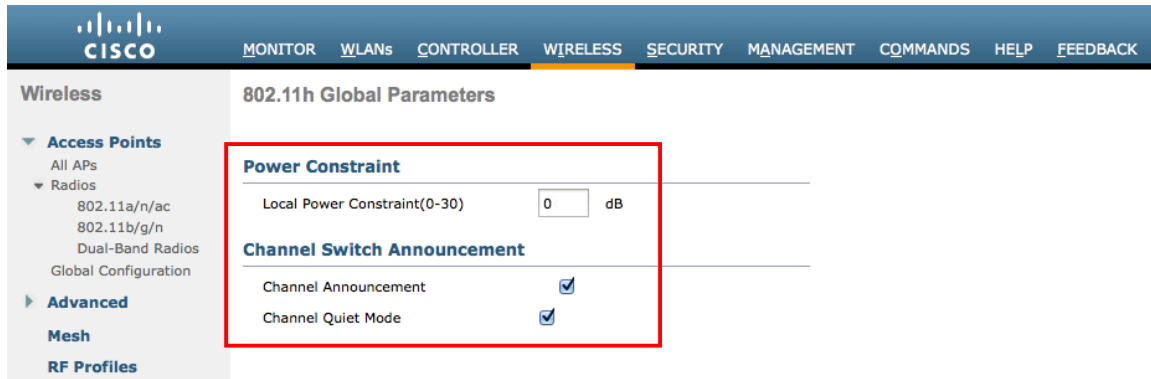 CISCO
MONITOR WLANs CONTROLLER WIRELESS SECURITY MANAGEMENT COMMANDS HELP FEEDBACK
Wireless
Access Points
All APs
Radios
802.11a/n/ac
802.11b/g/n
Dual-Band Radios
Global Configuration
Advanced
Mesh
RF Profiles
802.11h Global Parameters
Power Constraint
Local Power Constraint(0-30) 0 dB
Channel Switch Announcement
Channel Announcement
Channel Quiet Mode